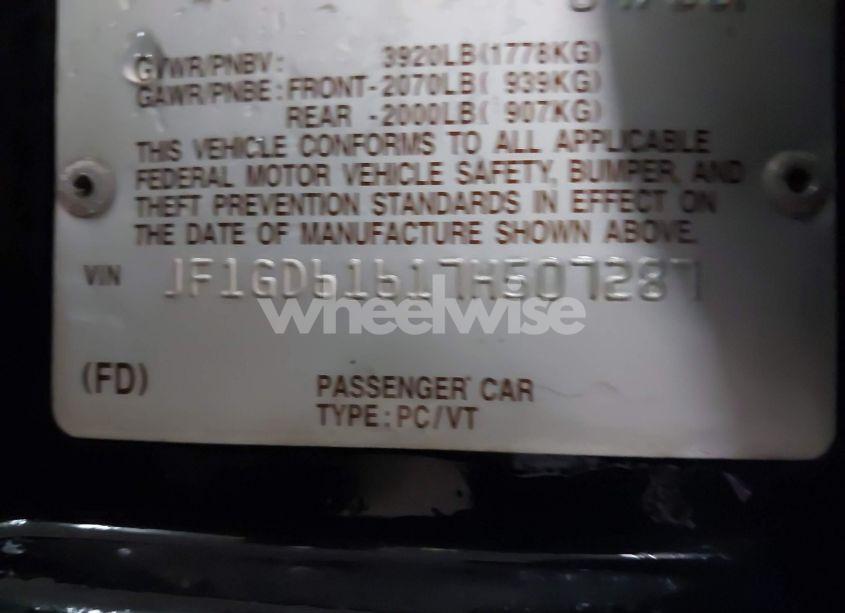 GVWR/PNBV: 3920LB(1778KG)
GAWR/PNBE: FRONT-2070LB( 939KG)
REAR -2000LB( 907KG)
THIS VEHICLE CONFORMS TO ALL APPLICABLE
FEDERAL MOTOR VEHICLE SAFETY, BUMPER, AND
THEFT PREVENTION STANDARDS IN EFFECT ON
THE DATE OF MANUFACTURE SHOWN ABOVE.
VIN JF1GD61617H507287
wheelwise
(FD) PASSENGER CAR
TYPE: PC/VT